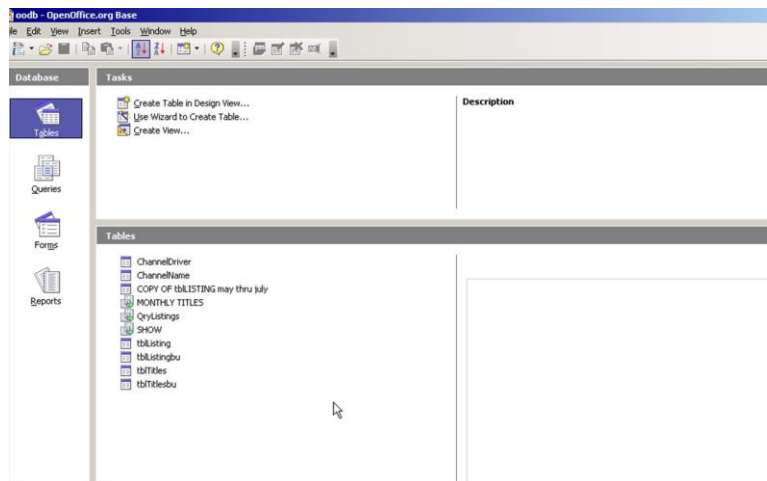 oodb - OpenOffice.org Base
Edit View Insert Tools Window Help
Database
Tasks
Tables
Queries
Forms
Reports
Create Table in Design View...
Use Wizard to Create Table...
Create View...
Description
Tables
ChannelDriver
ChannelName
COPY OF tblLISTING may thru july
MONTHLY TITLES
QryListings
SHOW
tblListing
tblListingbu
tblTitles
tblTitlesbu